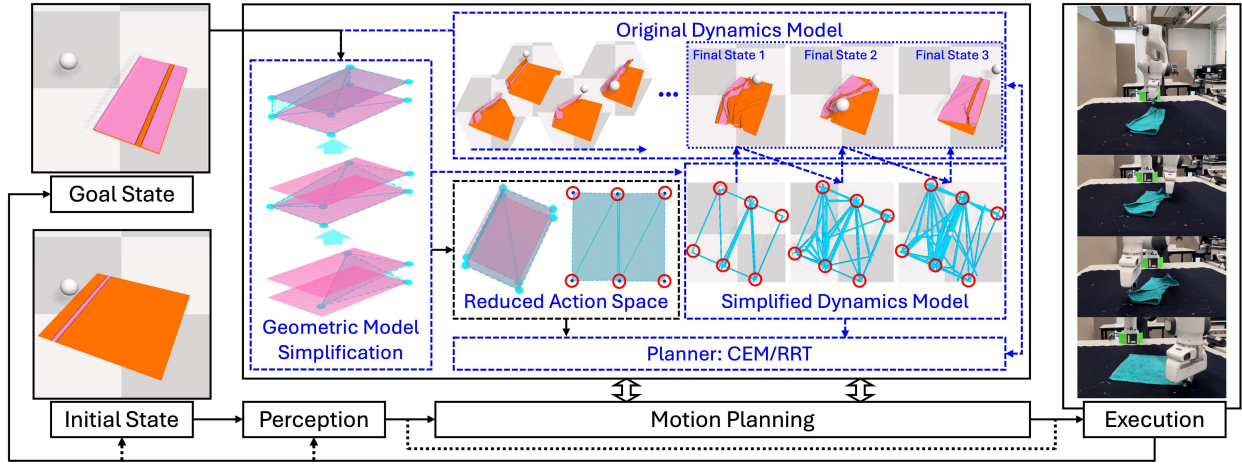 Original Dynamics Model
Final State 1
Final State 2
Final State 3
Goal State
Geometric Model
Simplification
Reduced Action Space
Simplified Dynamics Model
Planner: CEM/RRT
Initial State
Perception
Motion Planning
Execution